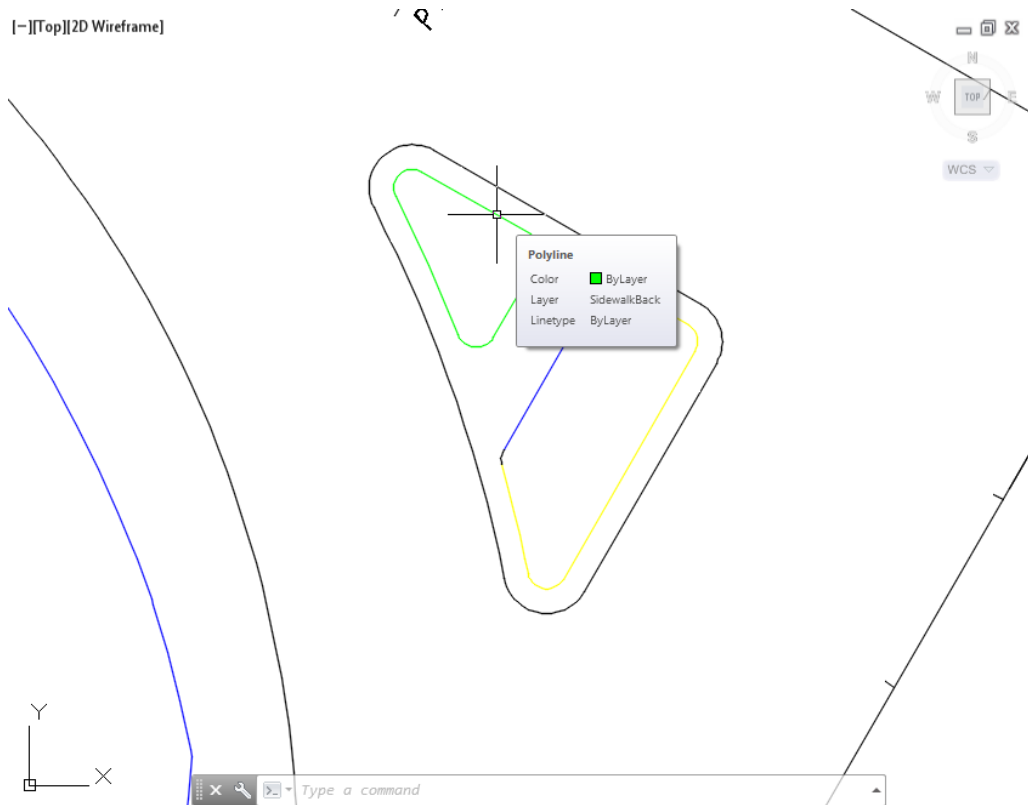 [−][Top][2D Wireframe]
P
N
W TOP E
S
WCS
Polyline
Color ByLayer
Layer SidewalkBack
Linetype ByLayer
Y
X
Type a command